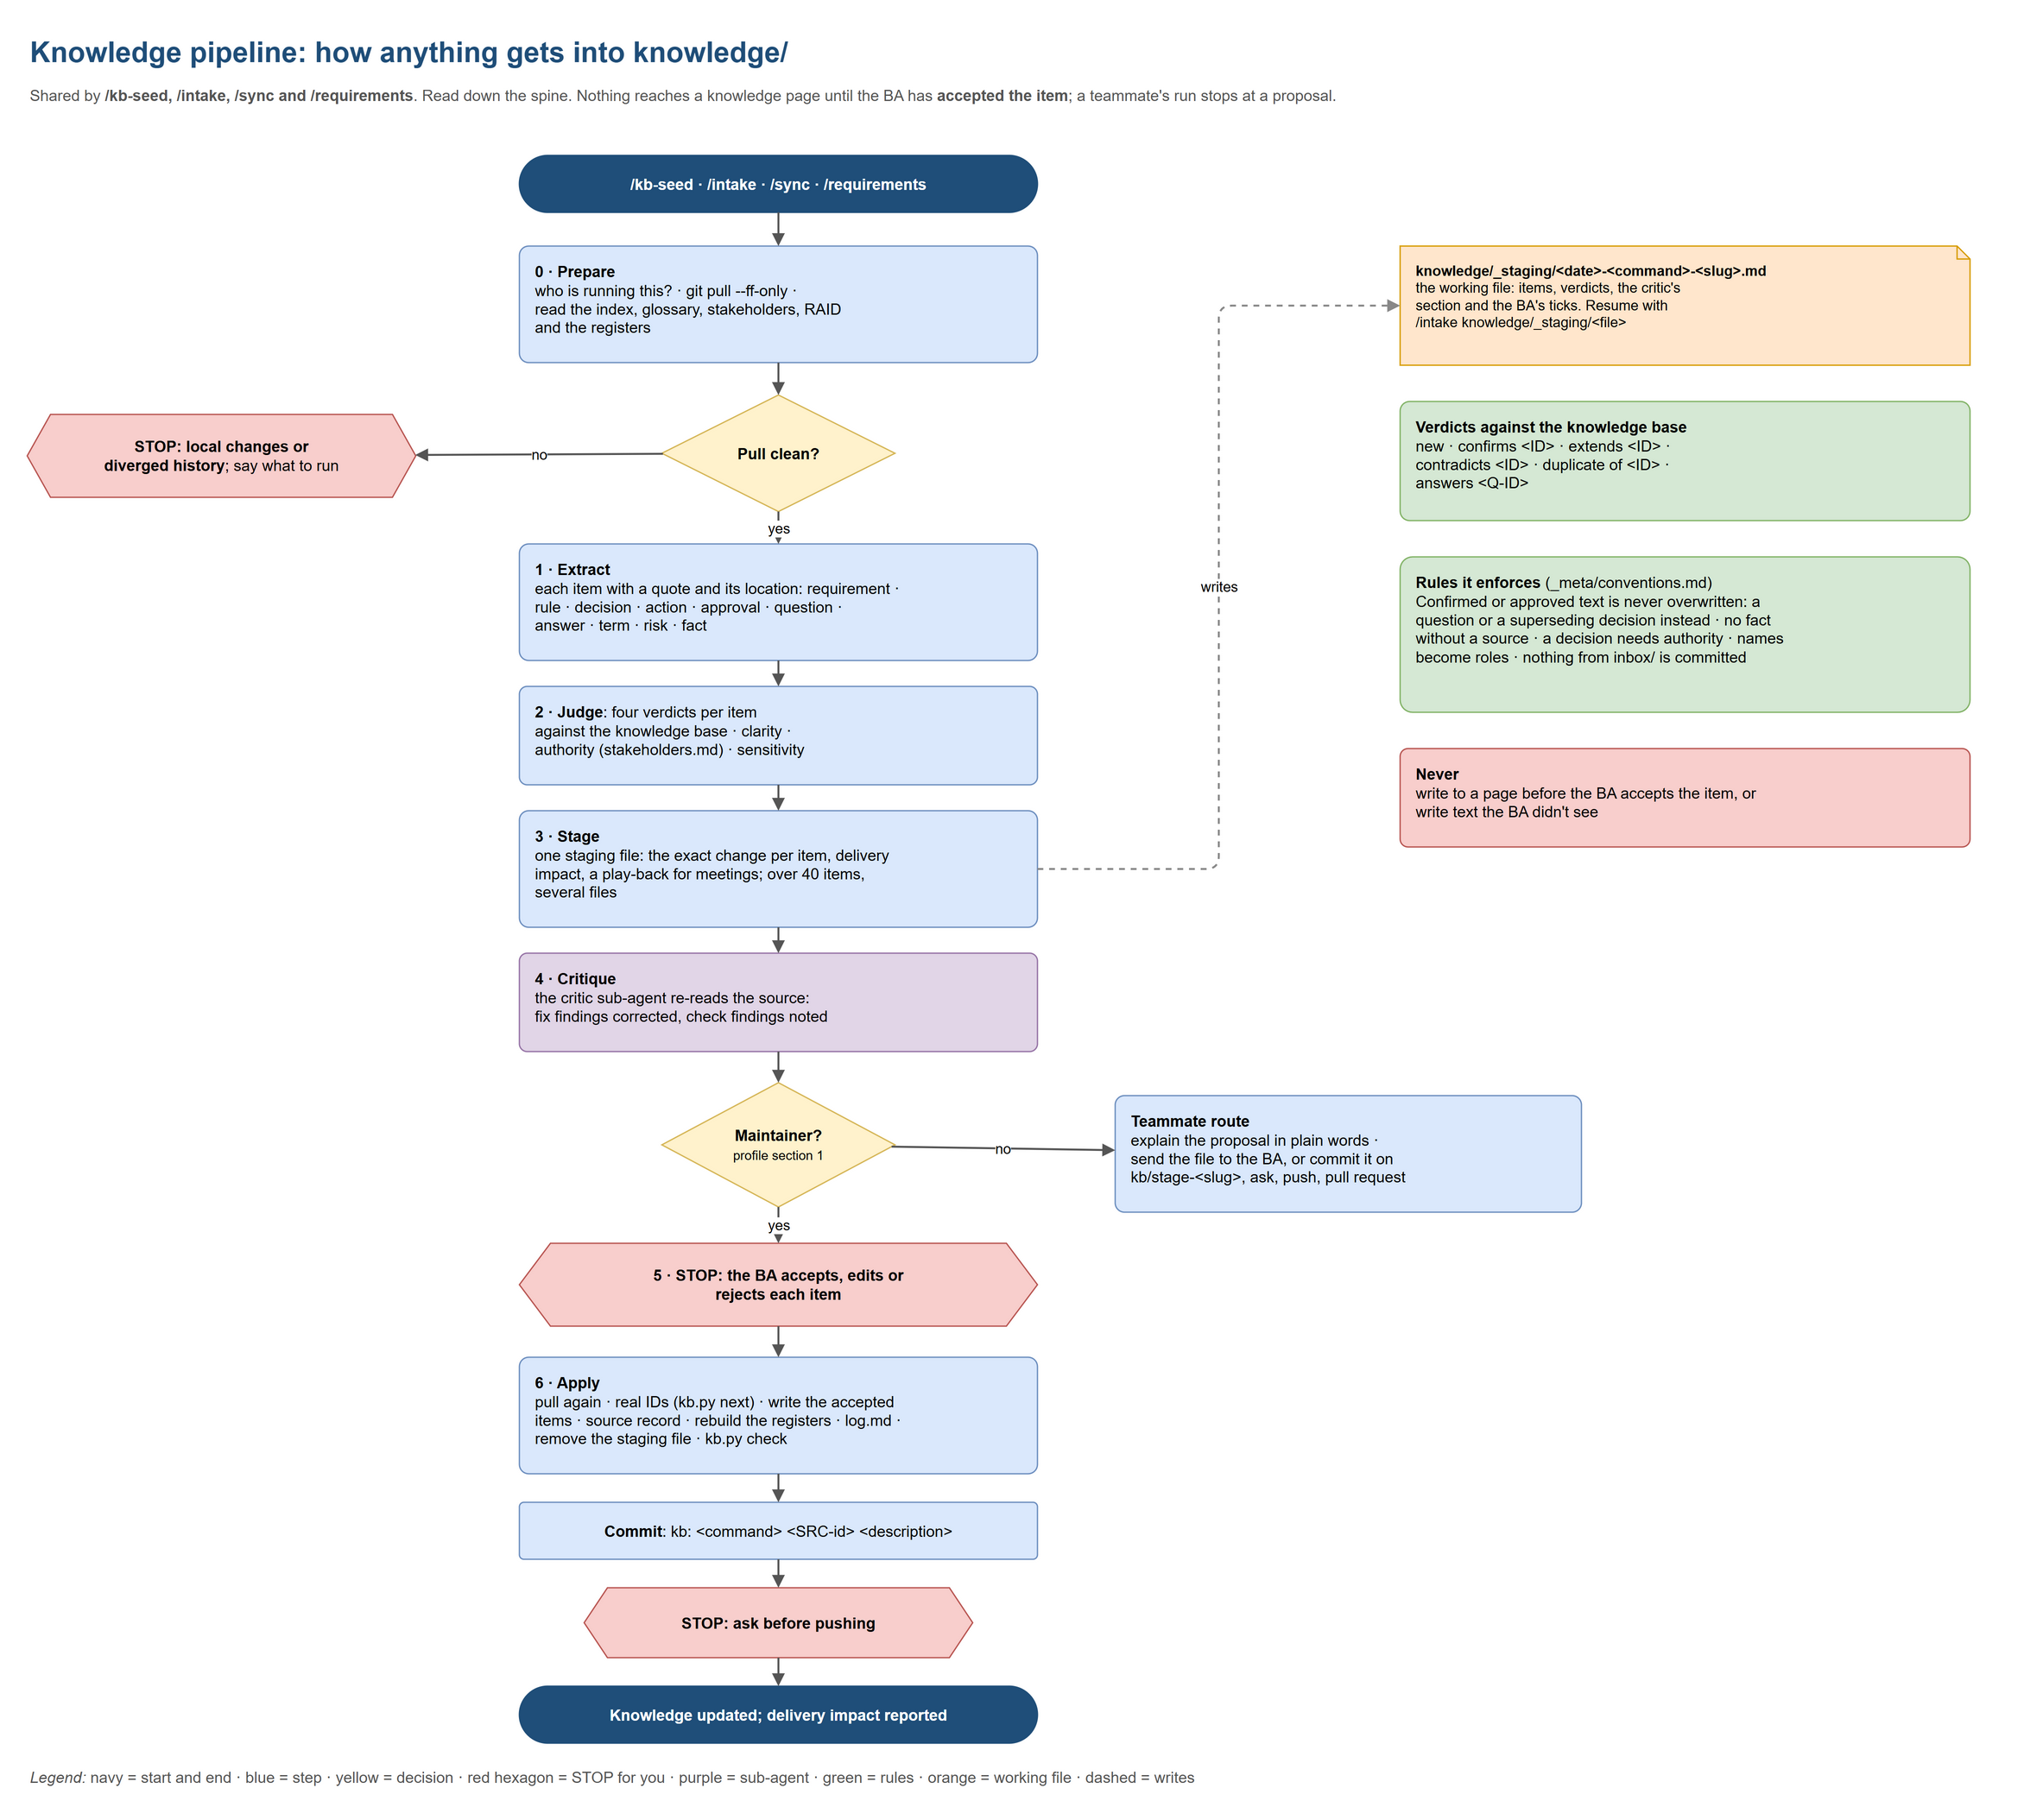 Knowledge pipeline: how anything gets into knowledge/
Shared by /kb-seed, /intake, /sync and /requirements. Read down the spine. Nothing reaches a knowledge page until the BA has accepted the item; a teammate's run stops at a proposal.
/kb-seed · /intake · /sync · /requirements
0 · Prepare
who is running this? · git pull --ff-only ·
read the index, glossary, stakeholders, RAID
and the registers
knowledge/_staging/<date>-<command>-<slug>.md
the working file: items, verdicts, the critic's
section and the BA's ticks. Resume with
/intake knowledge/_staging/<file>
STOP: local changes or
diverged history; say what to run
no
Pull clean?
yes
Verdicts against the knowledge base
new · confirms <ID> · extends <ID> ·
contradicts <ID> · duplicate of <ID> ·
answers <Q-ID>
1 · Extract
each item with a quote and its location: requirement ·
rule · decision · action · approval · question ·
answer · term · risk · fact
writes
Rules it enforces (_meta/conventions.md)
Confirmed or approved text is never overwritten: a
question or a superseding decision instead · no fact
without a source · a decision needs authority · names
become roles · nothing from inbox/ is committed
2 · Judge: four verdicts per item
against the knowledge base · clarity ·
authority (stakeholders.md) · sensitivity
Never
write to a page before the BA accepts the item, or
write text the BA didn't see
3 · Stage
one staging file: the exact change per item, delivery
impact, a play-back for meetings; over 40 items,
several files
4 · Critique
the critic sub-agent re-reads the source:
fix findings corrected, check findings noted
Maintainer?
profile section 1
no
yes
Teammate route
explain the proposal in plain words ·
send the file to the BA, or commit it on
kb/stage-<slug>, ask, push, pull request
5 · STOP: the BA accepts, edits or
rejects each item
6 · Apply
pull again · real IDs (kb.py next) · write the accepted
items · source record · rebuild the registers · log.md ·
remove the staging file · kb.py check
Commit: kb: <command> <SRC-id> <description>
STOP: ask before pushing
Knowledge updated; delivery impact reported
Legend: navy = start and end · blue = step · yellow = decision · red hexagon = STOP for you · purple = sub-agent · green = rules · orange = working file · dashed = writes